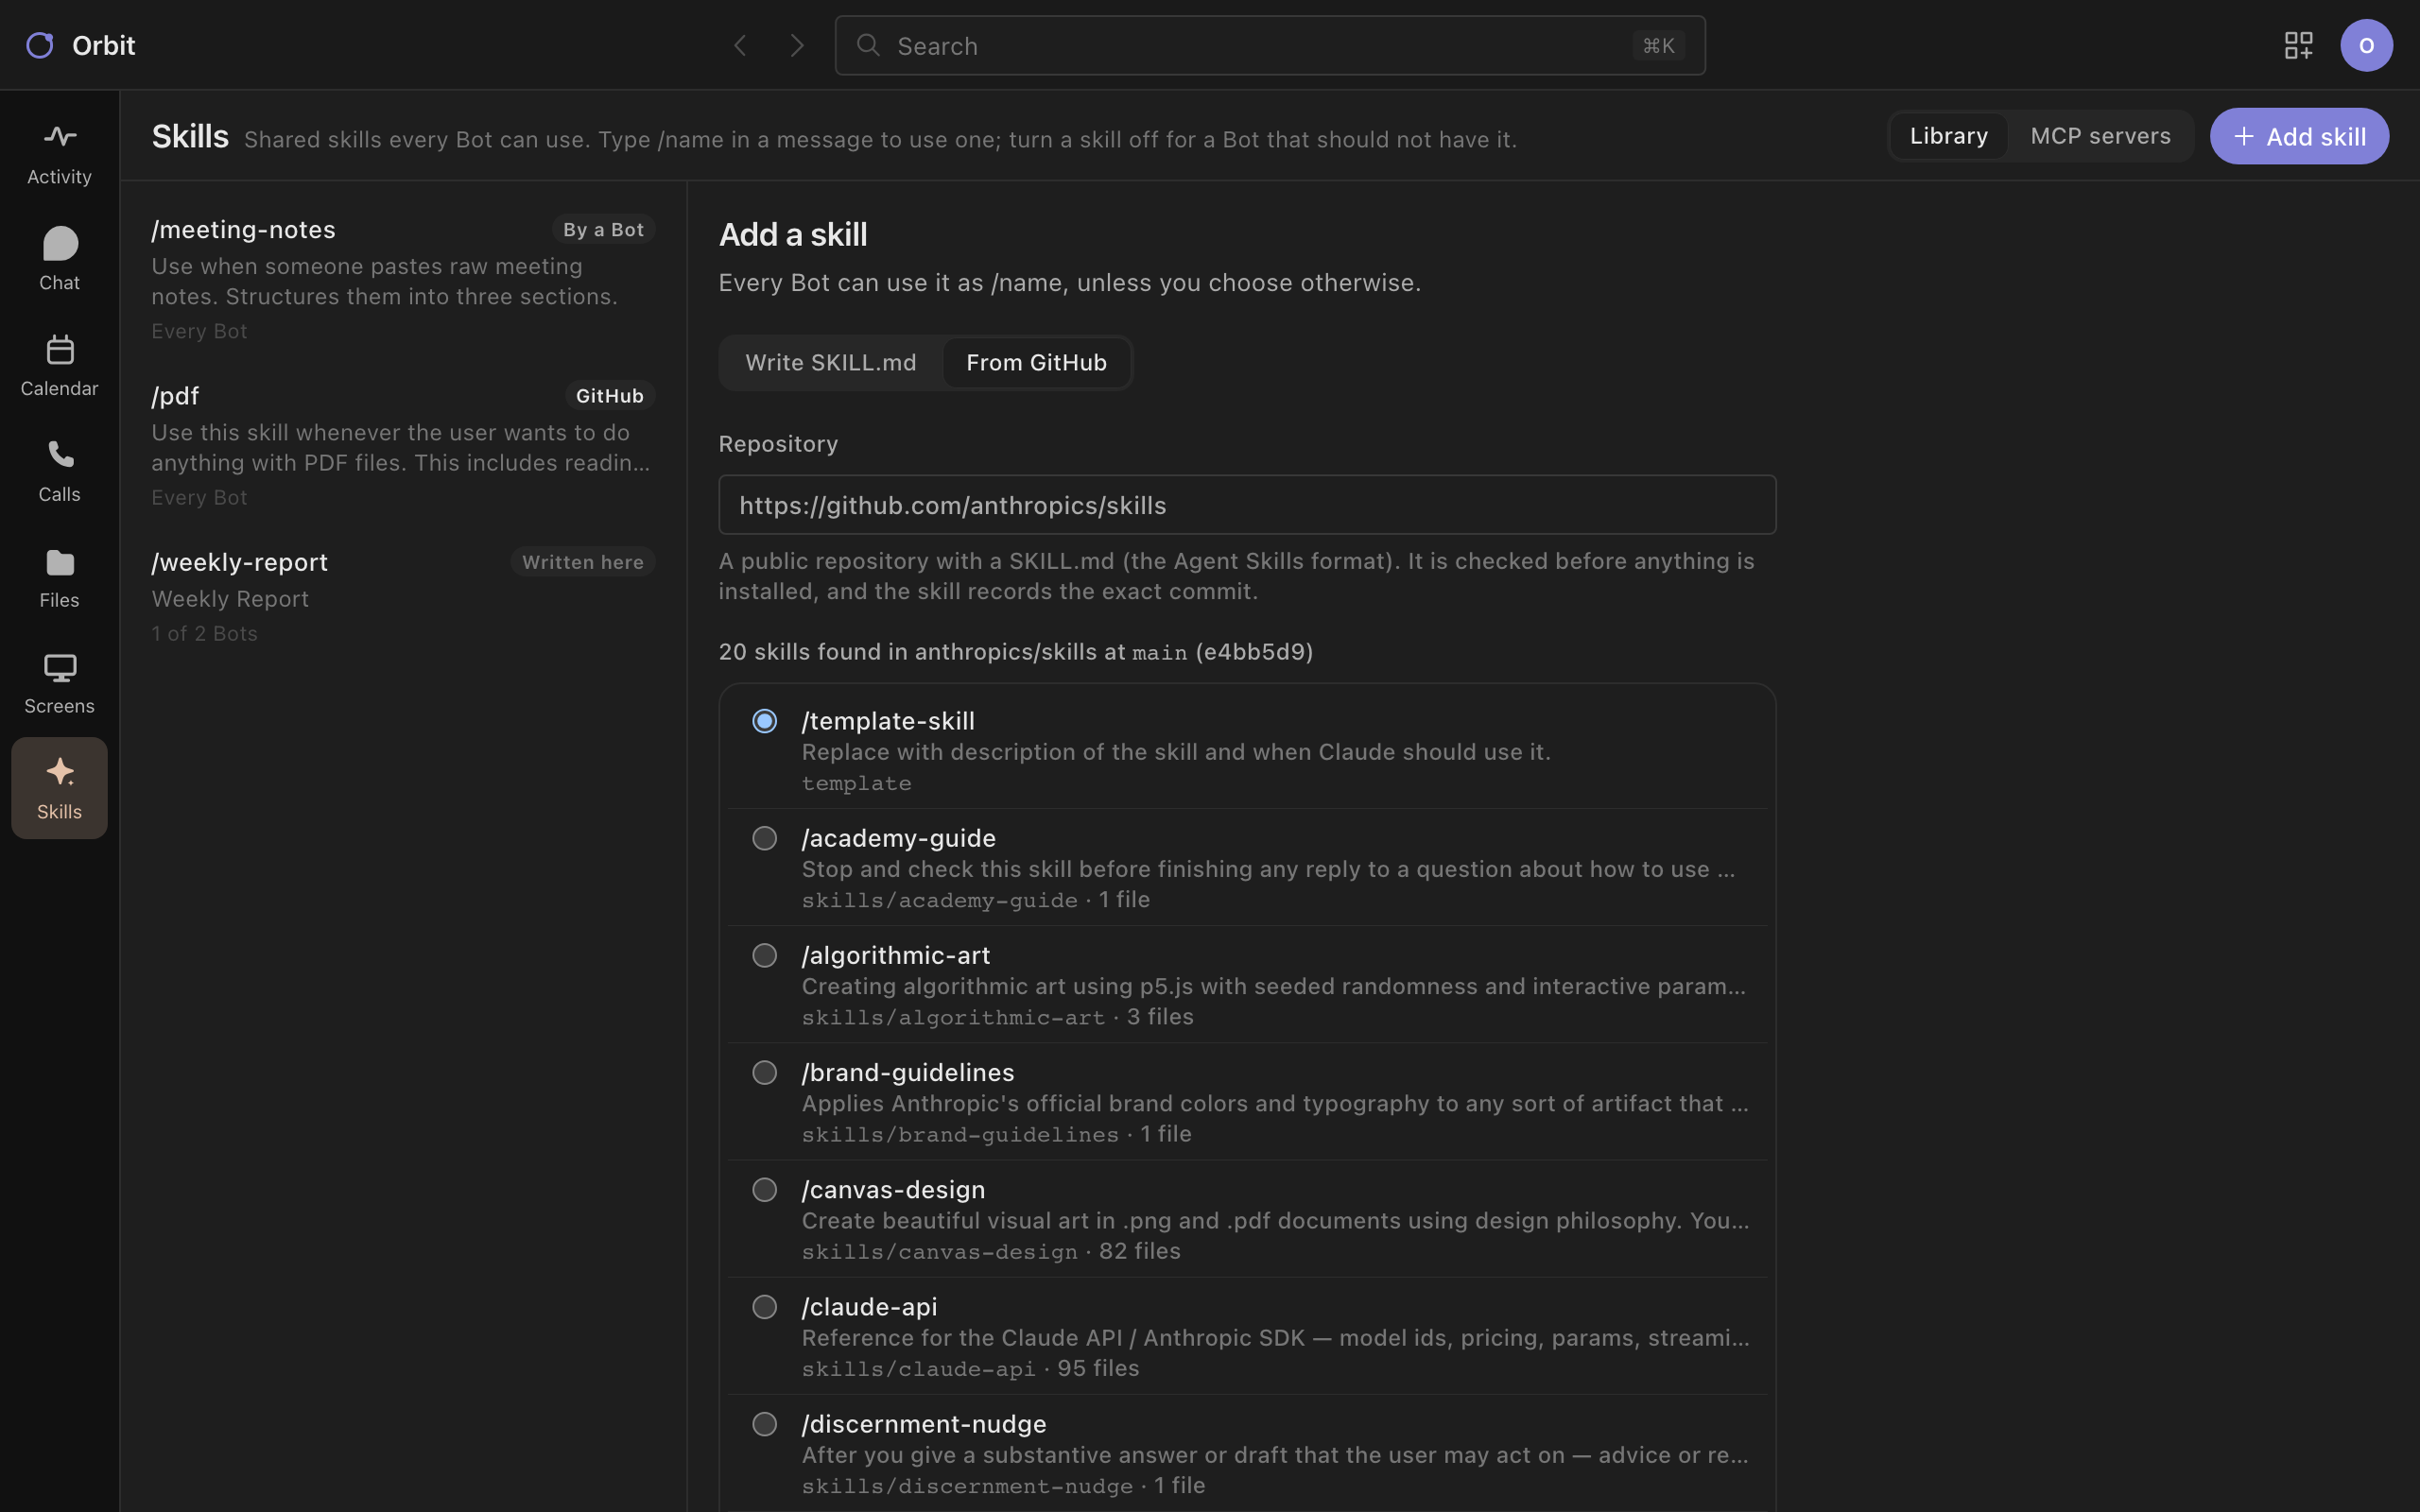 Orbit
Search
⌘K
O
Activity
Chat
Calendar
Calls
Files
Screens
Skills
Skills Shared skills every Bot can use. Type /name in a message to use one; turn a skill off for a Bot that should not have it.
Library
MCP servers
+ Add skill
/meeting-notes
By a Bot
Use when someone pastes raw meeting
notes. Structures them into three sections.
Every Bot
/pdf
GitHub
Use this skill whenever the user wants to do
anything with PDF files. This includes readin...
Every Bot
/weekly-report
Written here
Weekly Report
1 of 2 Bots
Add a skill
Every Bot can use it as /name, unless you choose otherwise.
Write SKILL.md
From GitHub
Repository
https://github.com/anthropics/skills
A public repository with a SKILL.md (the Agent Skills format). It is checked before anything is
installed, and the skill records the exact commit.
20 skills found in anthropics/skills at main (e4bb5d9)
/template-skill
Replace with description of the skill and when Claude should use it.
template
/academy-guide
Stop and check this skill before finishing any reply to a question about how to use ...
skills/academy-guide · 1 file
/algorithmic-art
Creating algorithmic art using p5.js with seeded randomness and interactive param...
skills/algorithmic-art · 3 files
/brand-guidelines
Applies Anthropic's official brand colors and typography to any sort of artifact that ...
skills/brand-guidelines · 1 file
/canvas-design
Create beautiful visual art in .png and .pdf documents using design philosophy. You...
skills/canvas-design · 82 files
/claude-api
Reference for the Claude API / Anthropic SDK — model ids, pricing, params, streami...
skills/claude-api · 95 files
/discernment-nudge
After you give a substantive answer or draft that the user may act on — advice or re...
skills/discernment-nudge · 1 file